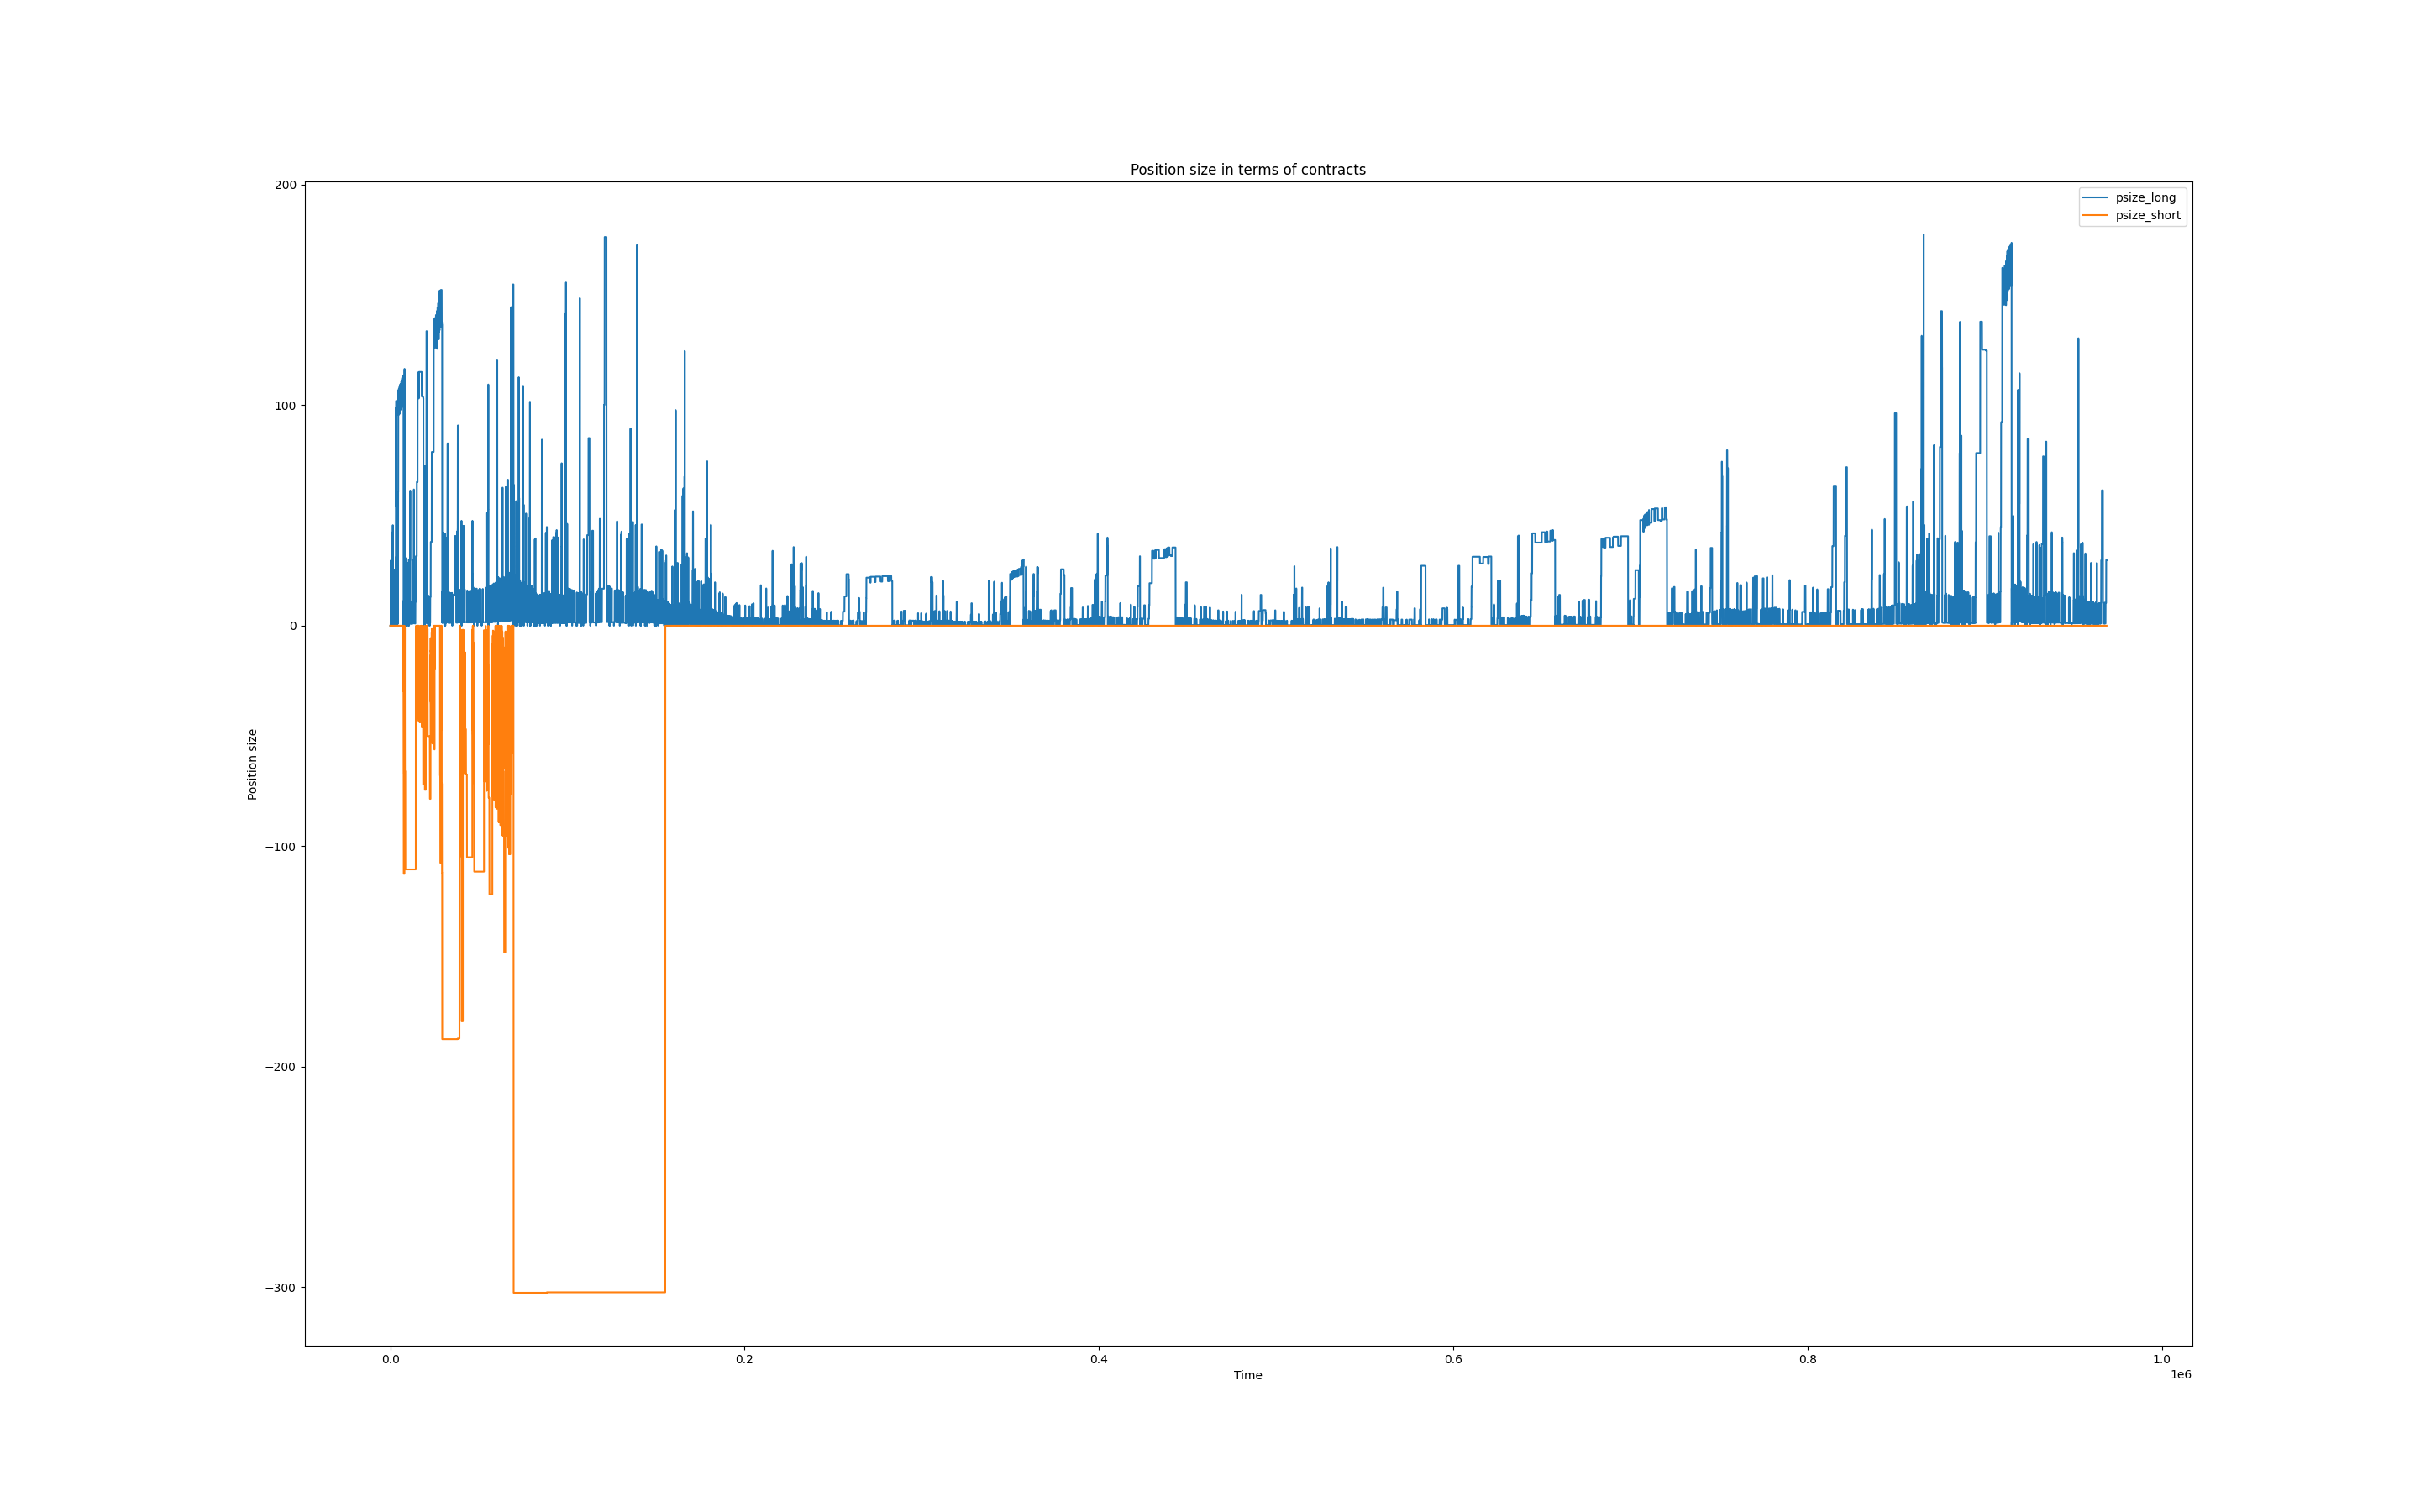 Position size in terms of contracts
psize_long
psize_short
Position size
200
100
0
−100
−200
−300
0.0
0.2
0.4
0.6
0.8
1.0
Time
1e6